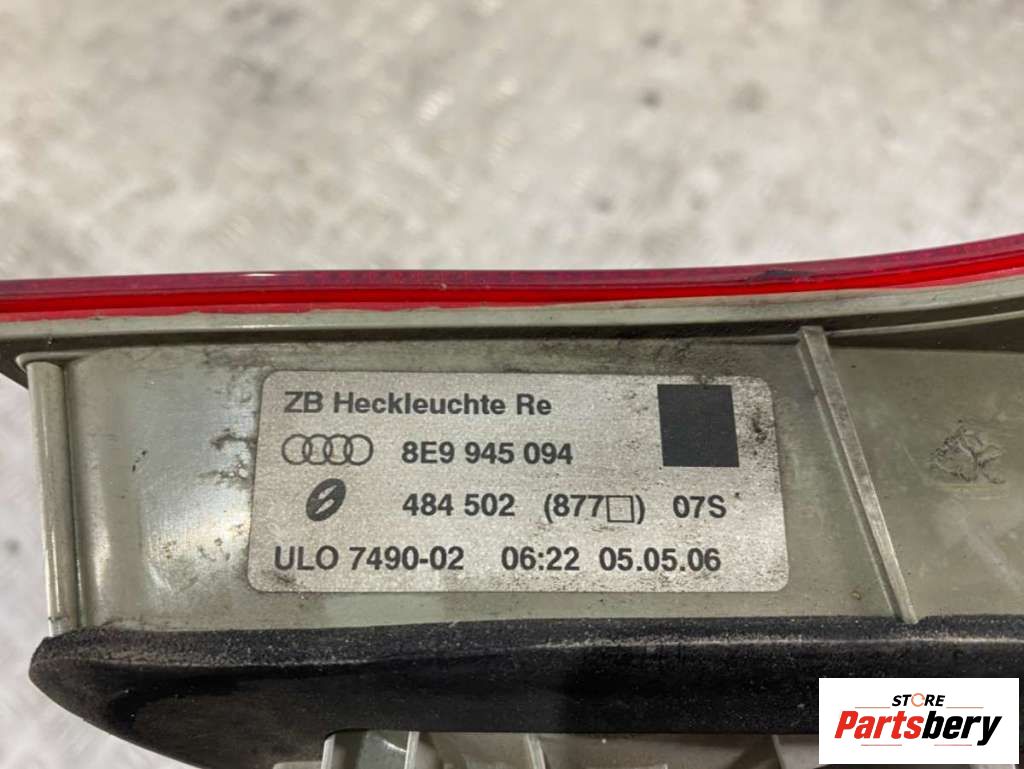 ZB Heckleuchte Re
8E9 945 094
484 502 (877□) 07S
ULO 7490-02 06:22 05.05.06
STORE
Partsbery